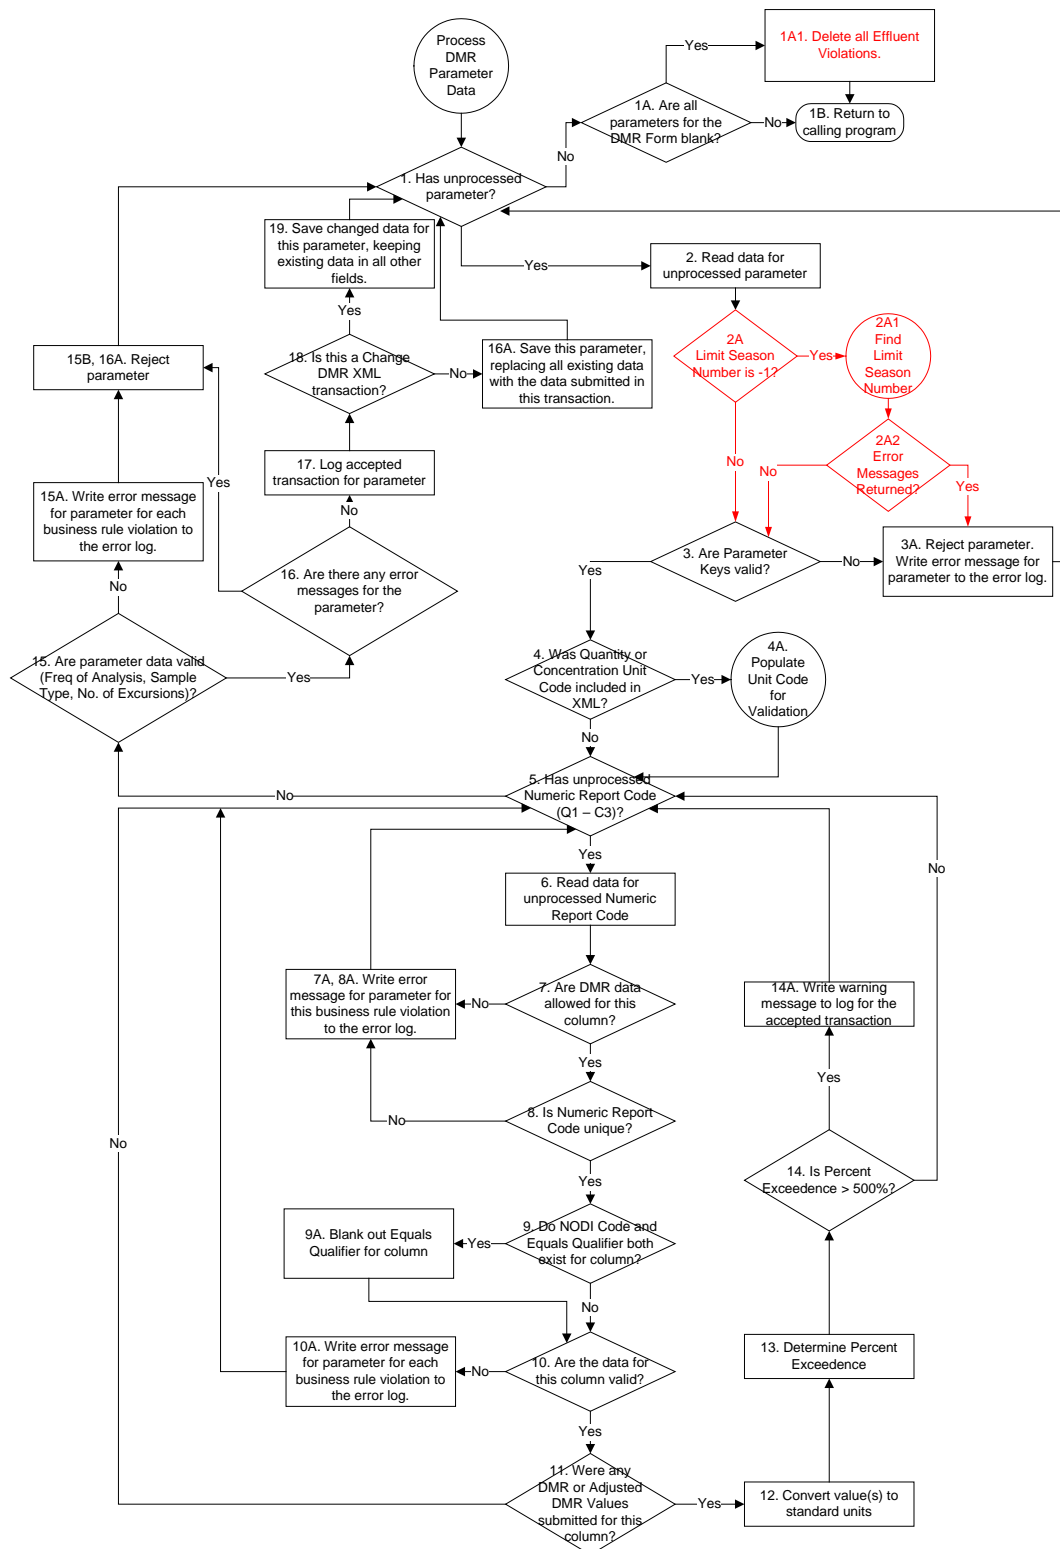 Process
DMR
Parameter
Data
1A1. Delete all Effluent
Violations.
Yes
1A. Are all
parameters for the
DMR Form blank?
No
1B. Return to
calling program
No
1. Has unprocessed
parameter?
19. Save changed data for
this parameter, keeping
existing data in all other
fields.
Yes
2. Read data for
unprocessed parameter
Yes
2A
Limit Season
Number is -1?
Yes
2A1
Find
Limit
Season
Number
15B, 16A. Reject
parameter
18. Is this a Change
DMR XML
transaction?
No
16A. Save this parameter,
replacing all existing data
with the data submitted in
this transaction.
2A2
Error
Messages
Returned?
No
No
Yes
17. Log accepted
transaction for parameter
Yes
No
15A. Write error message
for parameter for each
business rule violation to
the error log.
3. Are Parameter
Keys valid?
No
3A. Reject parameter.
Write error message for
parameter to the error log.
Yes
16. Are there any error
messages for the
parameter?
No
15. Are parameter data valid
(Freq of Analysis, Sample
Type, No. of Excursions)?
Yes
4. Was Quantity or
Concentration Unit
Code included in
XML?
Yes
4A.
Populate
Unit Code
for
Validation
No
5. Has unprocessed
Numeric Report Code
(Q1 – C3)?
No
Yes
No
6. Read data for
unprocessed Numeric
Report Code
7A, 8A. Write error
message for parameter for
this business rule violation
to the error log.
No
7. Are DMR data
allowed for this
column?
14A. Write warning
message to log for the
accepted transaction
Yes
Yes
8. Is Numeric Report
Code unique?
No
No
14. Is Percent
Exceedence > 500%?
Yes
9A. Blank out Equals
Qualifier for column
Yes
9. Do NODI Code and
Equals Qualifier both
exist for column?
No
10A. Write error message
for parameter for each
business rule violation to
the error log.
No
10. Are the data for
this column valid?
13. Determine Percent
Exceedence
Yes
11. Were any
DMR or Adjusted
DMR Values
submitted for this
column?
Yes
12. Convert value(s) to
standard units